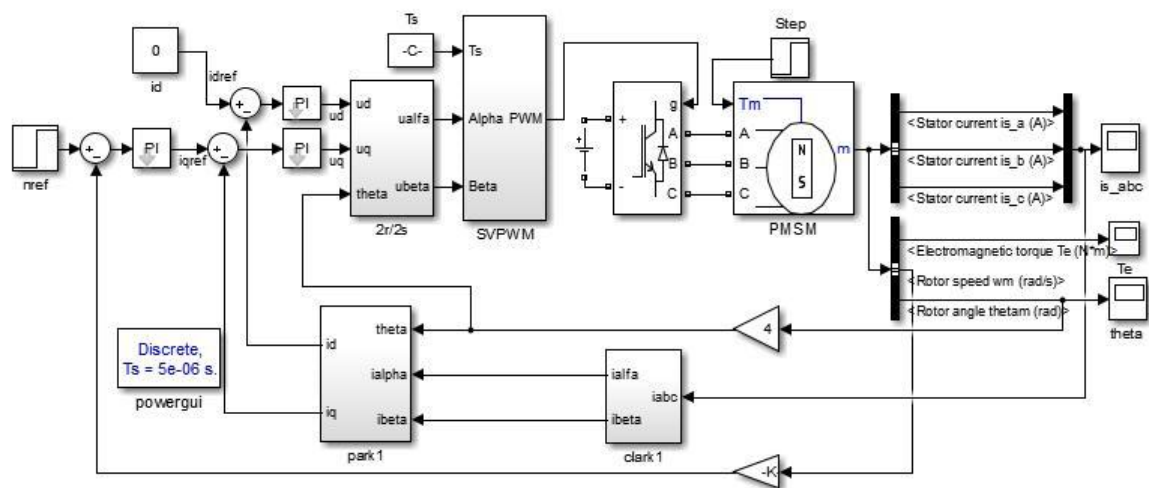 Step
Ts
-C-
0
id
idref
PI
ud
ud
ualfa
uq
uq
theta
ubeta
2r/2s
Ts
Alpha
PWM
Beta
SVPWM
+
-
g
A
B
C
Tm
A
B
C
N
S
m
PMSM
<Stator current is_a (A)>
<Stator current is_b (A)>
<Stator current is_c (A)>
is_abc
nref
+
-
PI
iqref
+
-
PI
+
-
<Electromagnetic torque Te (N*m)>
Te
<Rotor speed wm (rad/s)>
<Rotor angle thetam (rad)>
theta
4
theta
id
ialpha
iq
ibeta
park1
ialfa
iabc
ibeta
clark1
Discrete,
Ts = 5e-06 s.
powergui
-K-